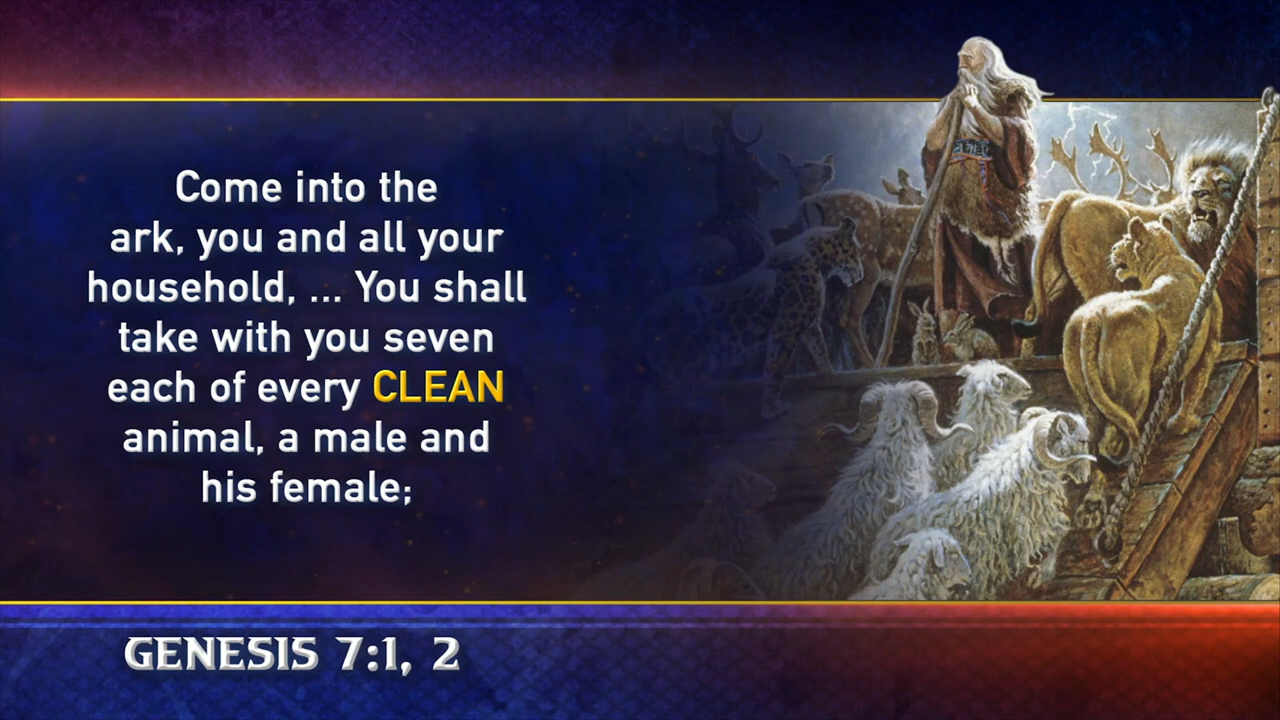 Come into the
ark, you and all your
household, ... You shall
take with you seven
each of every CLEAN
animal, a male and
his female;
GENESIS 7:1, 2